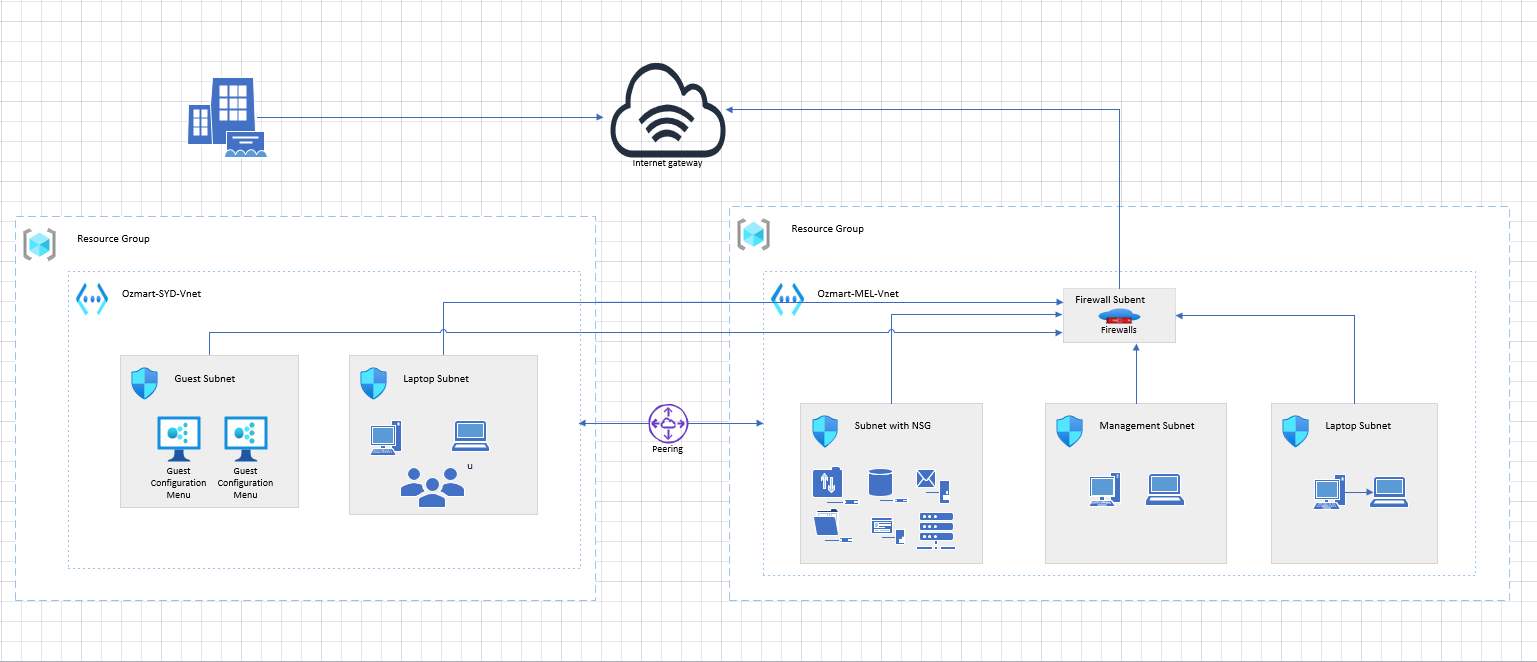 Internet gateway
Resource Group
Ozmart-SYD-Vnet
Guest Subnet
Guest
Configuration
Menu
Guest
Configuration
Menu
Laptop Subnet
u
Peering
Resource Group
Ozmart-MEL-Vnet
Firewall Subent
Firewalls
Subnet with NSG
Management Subnet
Laptop Subnet